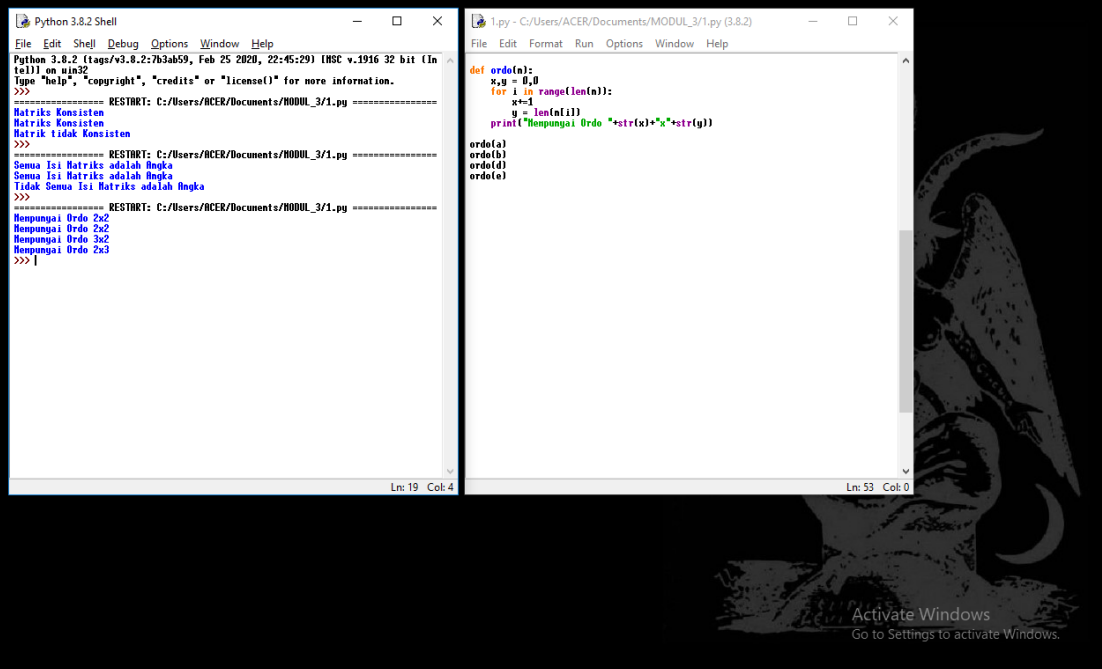 Python 3.8.2 Shell
File Edit Shell Debug Options Window Help
Python 3.8.2 (tags/v3.8.2:7b3ab59, Feb 25 2020, 22:45:29) [MSC v.1916 32 bit (In
tel)] on win32
Type "help", "copyright", "credits" or "license()" for more information.
>>>
================= RESTART: C:/Users/ACER/Documents/MODUL_3/1.py ================
Matriks Konsisten
Matriks Konsisten
Matrik tidak Konsisten
>>>
================= RESTART: C:/Users/ACER/Documents/MODUL_3/1.py ================
Semua Isi Matriks adalah Angka
Semua Isi Matriks adalah Angka
Tidak Semua Isi Matriks adalah Angka
>>>
================= RESTART: C:/Users/ACER/Documents/MODUL_3/1.py ================
Mempunyai Ordo 2x2
Mempunyai Ordo 2x2
Mempunyai Ordo 3x2
Mempunyai Ordo 2x3
>>>
Ln: 19 Col: 4
1.py - C:/Users/ACER/Documents/MODUL_3/1.py (3.8.2)
File Edit Format Run Options Window Help
def ordo(n):
    x,y = 0,0
    for i in range(len(n)):
        x+=1
        y = len(n[i])
    print("Mempunyai Ordo "+str(x)+"x"+str(y))
ordo(a)
ordo(b)
ordo(d)
ordo(e)
Ln: 53 Col: 0
Activate Windows
Go to Settings to activate Windows.